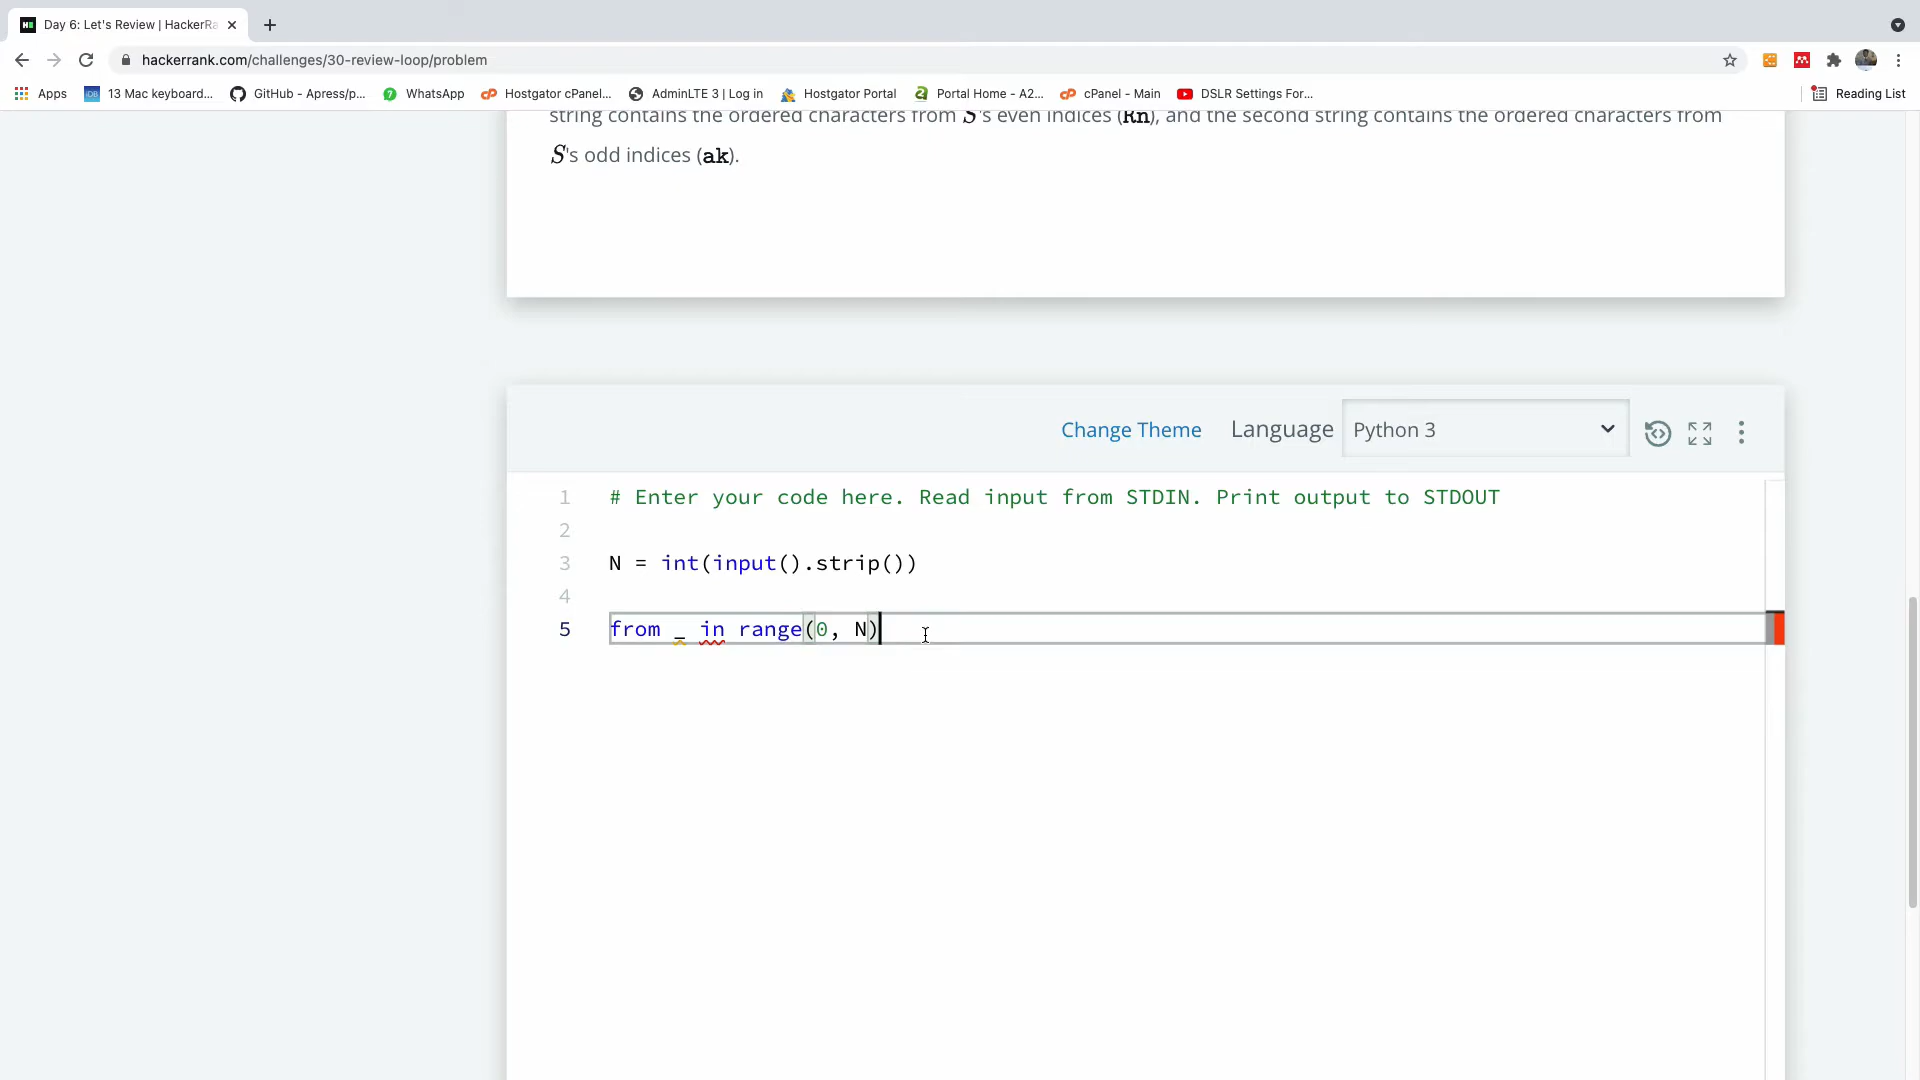 Day 6: Let's Review | HackerRa
hackerrank.com/challenges/30-review-loop/problem
Apps 13 Mac keyboard... GitHub - Apress/p... WhatsApp Hostgator cPanel... AdminLTE 3 | Log in Hostgator Portal Portal Home - A2... cPanel - Main DSLR Settings For... Reading List
string contains the ordered characters from S's even indices (Rn), and the second string contains the ordered characters from
S's odd indices (ak).
Change Theme Language Python 3
1 # Enter your code here. Read input from STDIN. Print output to STDOUT
2
3 N = int(input().strip())
4
5 from _ in range(0, N)